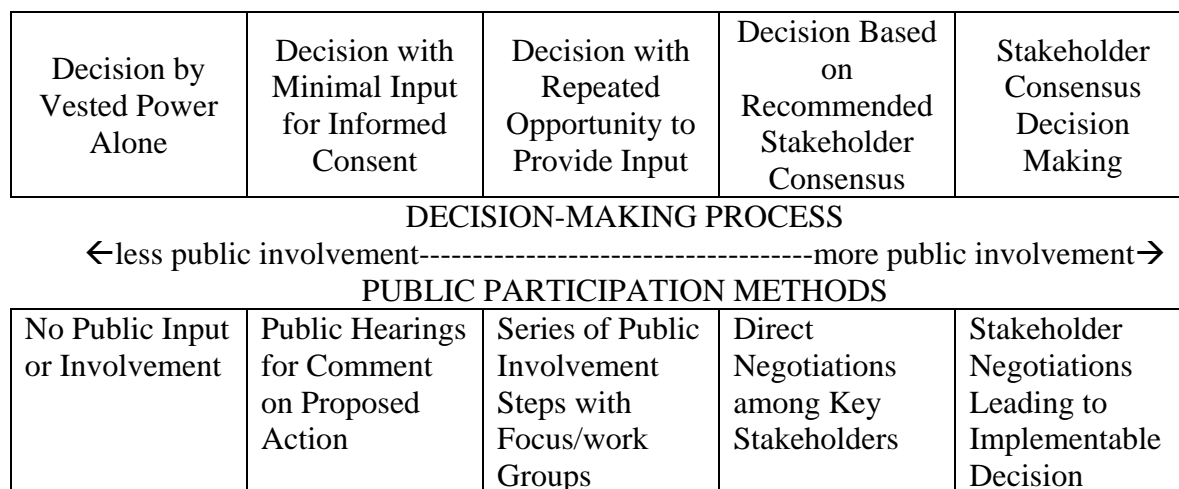 Decision by
Vested Power
Alone
Decision with
Minimal Input
for Informed
Consent
Decision with
Repeated
Opportunity to
Provide Input
Decision Based
on
Recommended
Stakeholder
Consensus
Stakeholder
Consensus
Decision
Making
DECISION-MAKING PROCESS
←less public involvement-------------------------------------more public involvement→
PUBLIC PARTICIPATION METHODS
No Public Input
or Involvement
Public Hearings
for Comment
on Proposed
Action
Series of Public
Involvement
Steps with
Focus/work
Groups
Direct
Negotiations
among Key
Stakeholders
Stakeholder
Negotiations
Leading to
Implementable
Decision